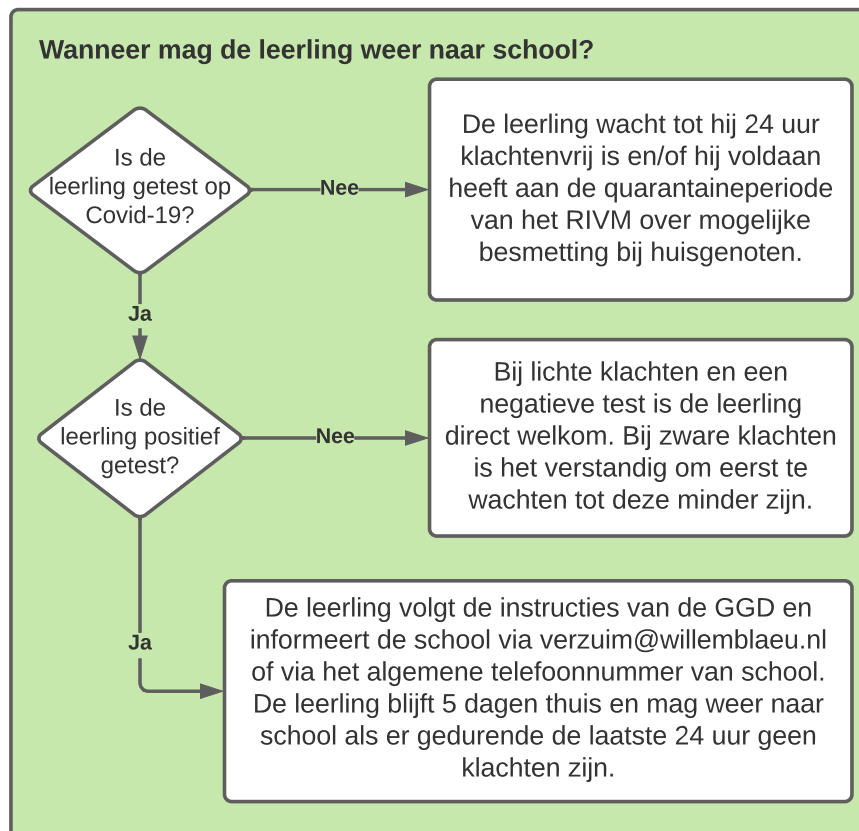 Wanneer mag de leerling weer naar school?
Is de
leerling getest op
Covid-19?
Nee
De leerling wacht tot hij 24 uur
klachtenvrij is en/of hij voldaan
heeft aan de quarantaineperiode
van het RIVM over mogelijke
besmetting bij huisgenoten.
Ja
Is de
leerling positief
getest?
Nee
Bij lichte klachten en een
negatieve test is de leerling
direct welkom. Bij zware klachten
is het verstandig om eerst te
wachten tot deze minder zijn.
Ja
De leerling volgt de instructies van de GGD en
informeert de school via verzuim@willemblaeu.nl
of via het algemene telefoonnummer van school.
De leerling blijft 5 dagen thuis en mag weer naar
school als er gedurende de laatste 24 uur geen
klachten zijn.